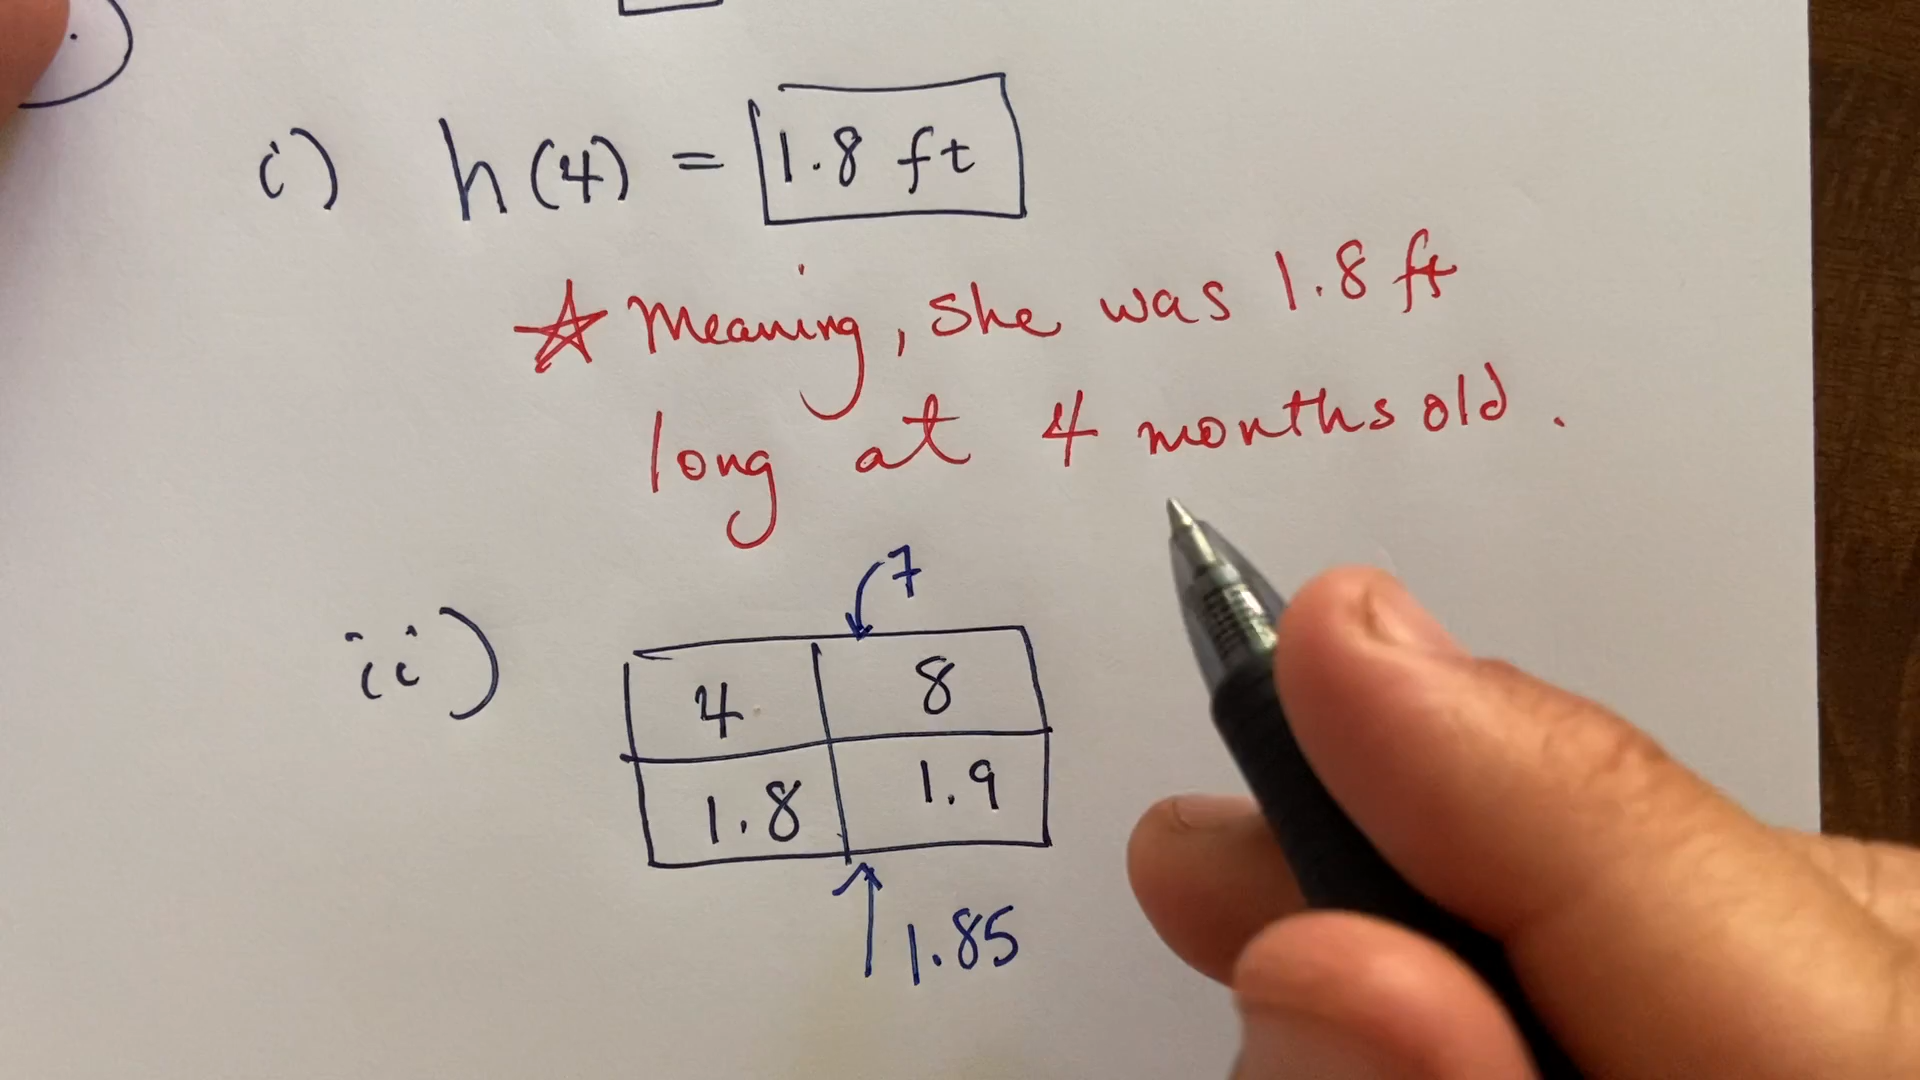 i) h(4) = 1.8 ft
☆ Meaning, she was 1.8 ft
long at 4 months old.
7
ii)
4 8
1.8 1.9
1.85